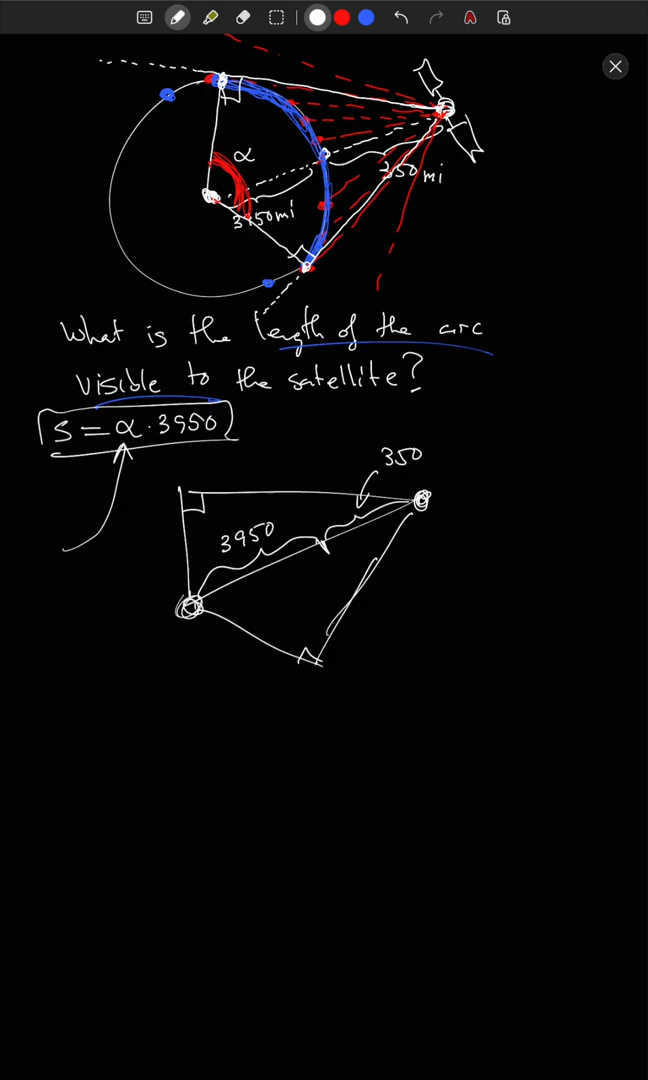 α
3950mi
350 mi
What is the length of the arc
visible to the satellite?
S = α · 3950
350
3950